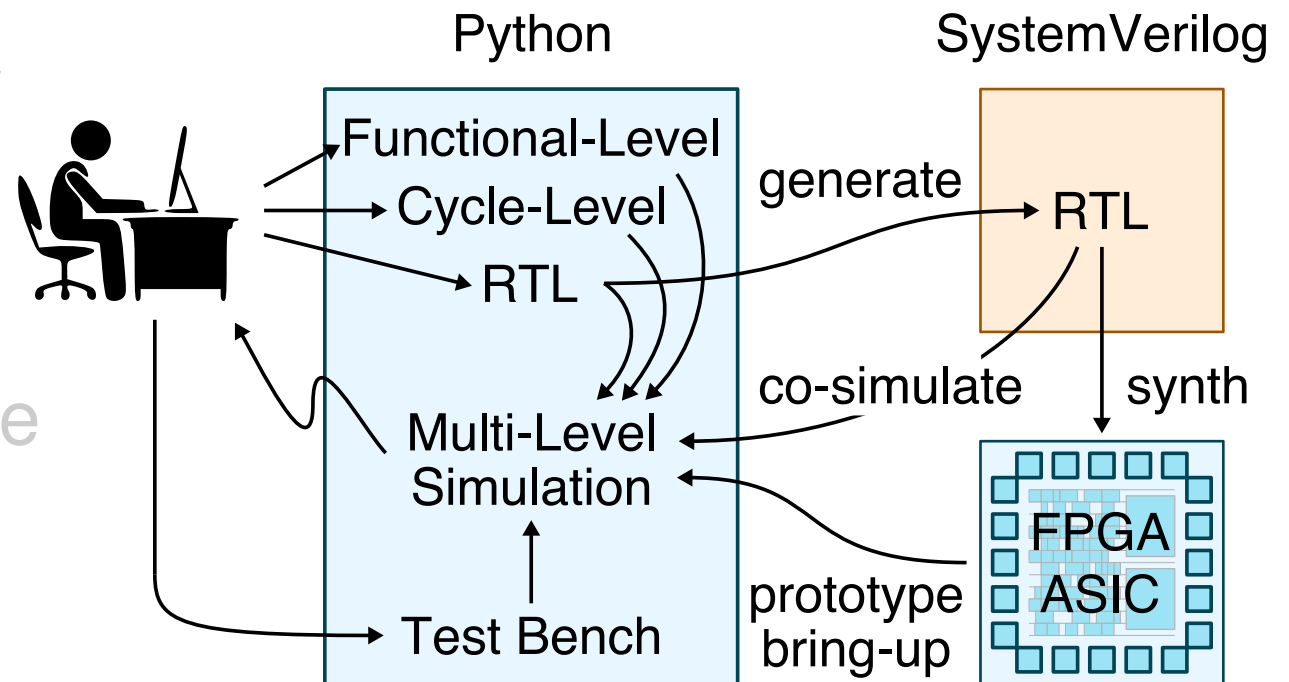 Python
SystemVerilog
Functional-Level
Cycle-Level
RTL
generate
RTL
co-simulate
synth
e
Multi-Level
Simulation
FPGA
ASIC
prototype
bring-up
Test Bench